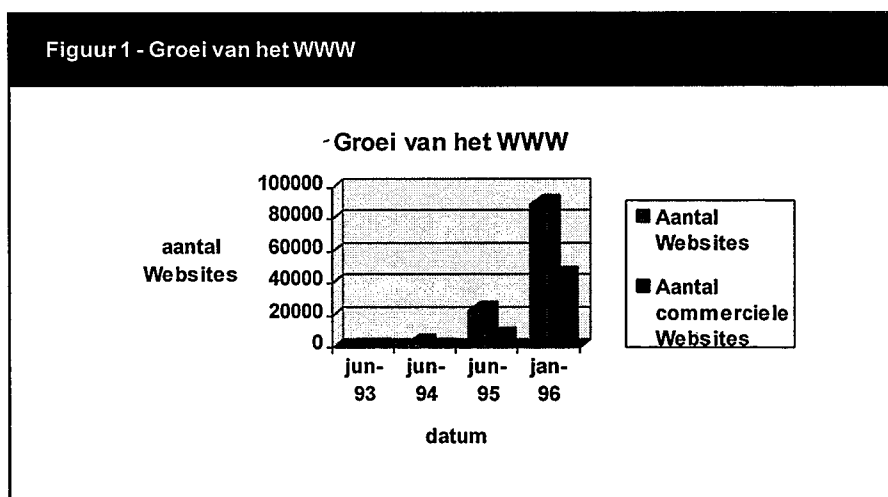 Figuur 1 - Groei van het WWW
Groei van het WWW
100000
80000
60000
40000
20000
0
aantal
Websites
jun-
93
jun-
94
jun-
95
jan-
96
datum
Aantal
Websites
Aantal
commerciele
Websites